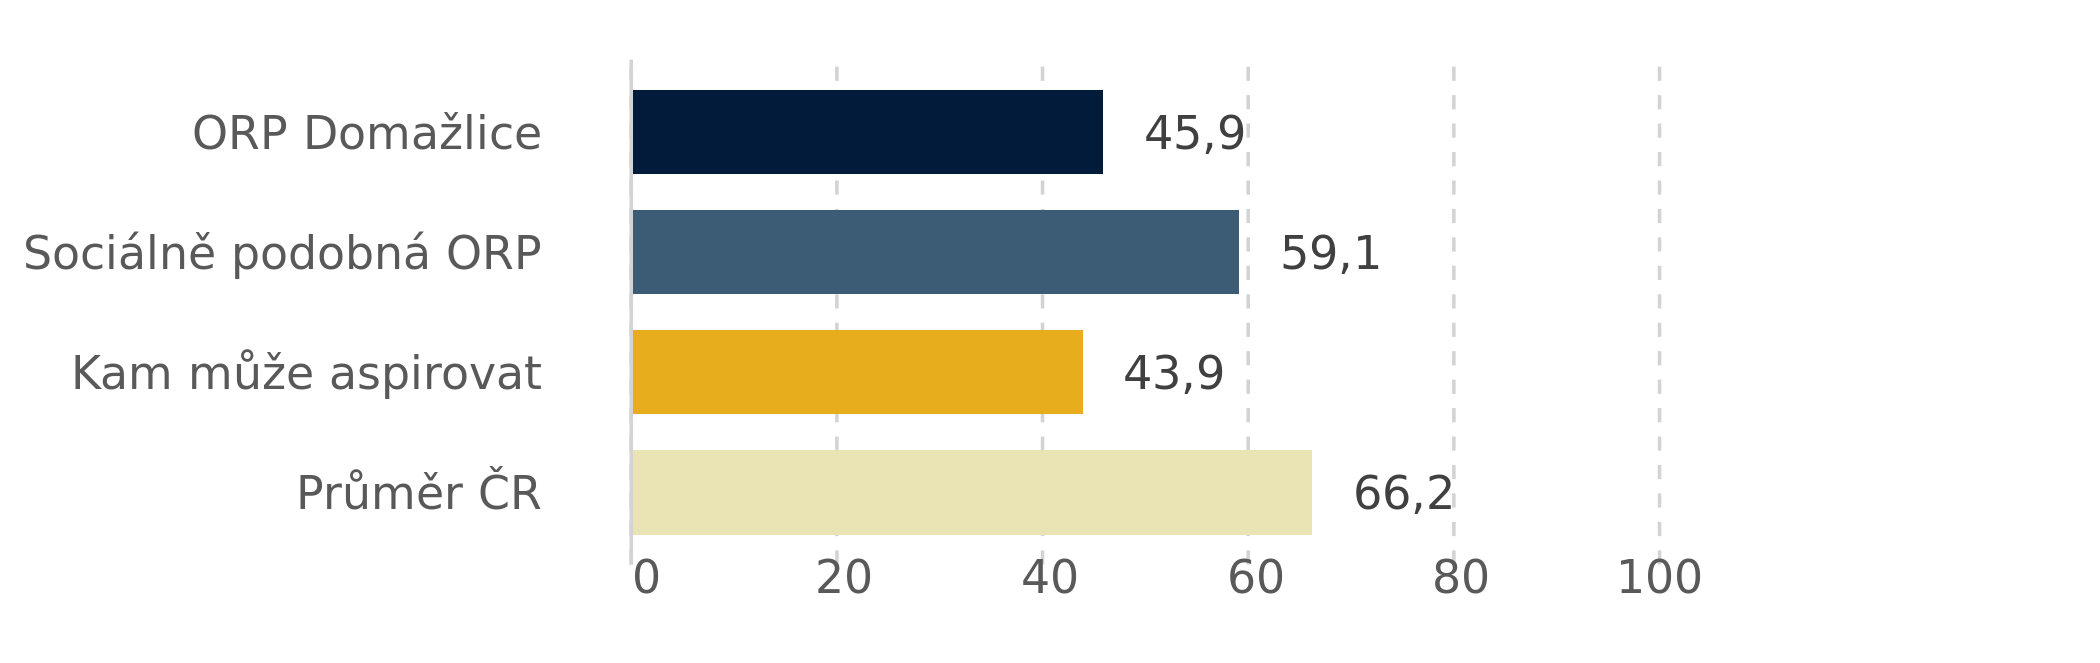 ORP Domažlice 45,9
Sociálně podobná ORP 59,1
Kam může aspirovat 43,9
Průměr ČR 66,2
0 20 40 60 80 100